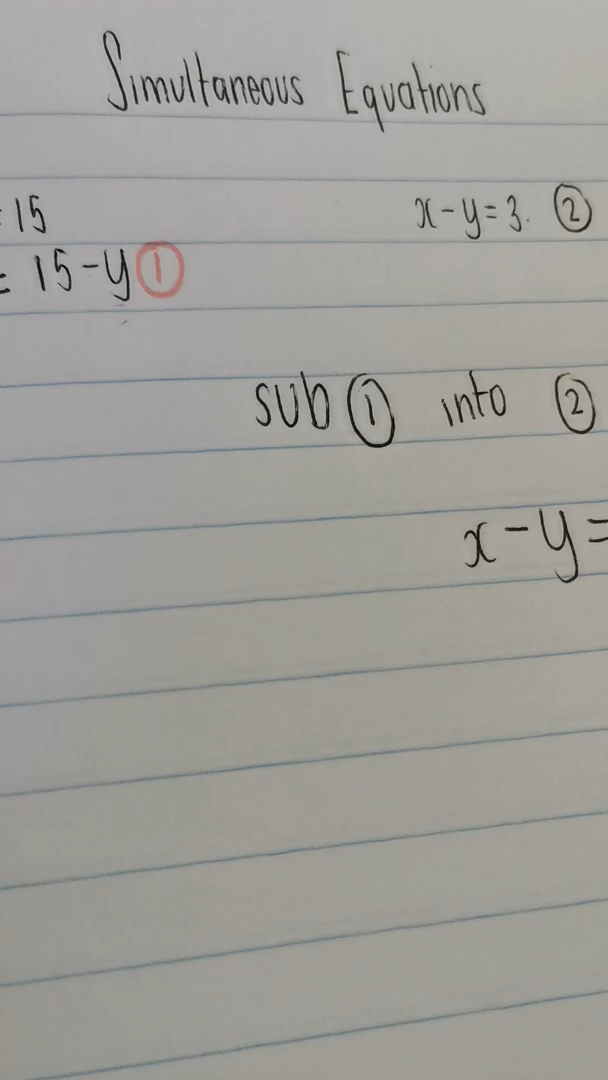 Simultaneous Equations
= 15
x - y = 3. ②
= 15 - y ①
sub ① into ②
x - y =